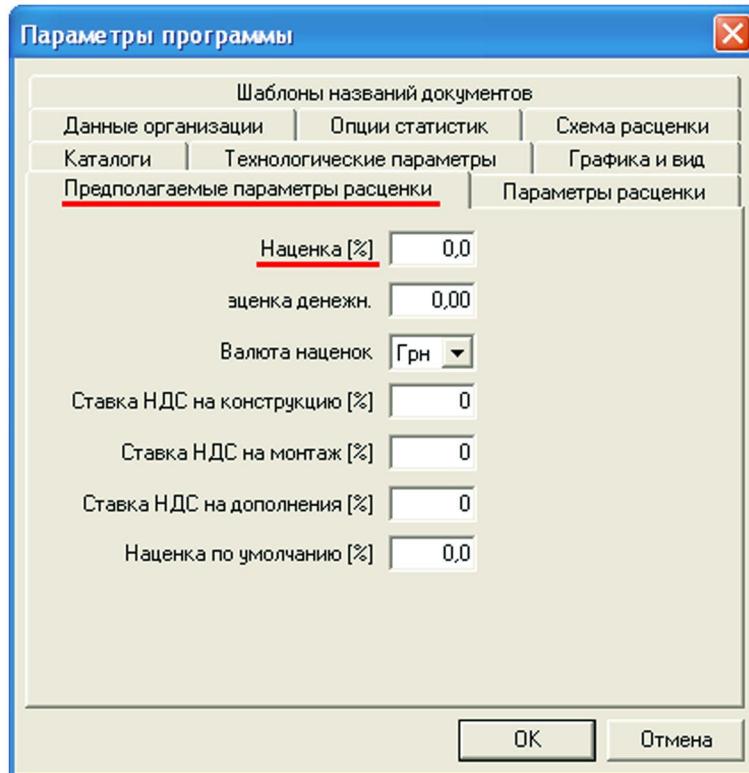 Параметры программы
Шаблоны названий документов
Данные организации Опции статистик Схема расценки
Каталоги Технологические параметры Графика и вид
Предполагаемые параметры расценки Параметры расценки
Наценка [%] 0,0
эценка денежн. 0,00
Валюта наценок Грн
Ставка НДС на конструкцию [%] 0
Ставка НДС на монтаж [%] 0
Ставка НДС на дополнения [%] 0
Наценка по умолчанию [%] 0,0
OK Отмена